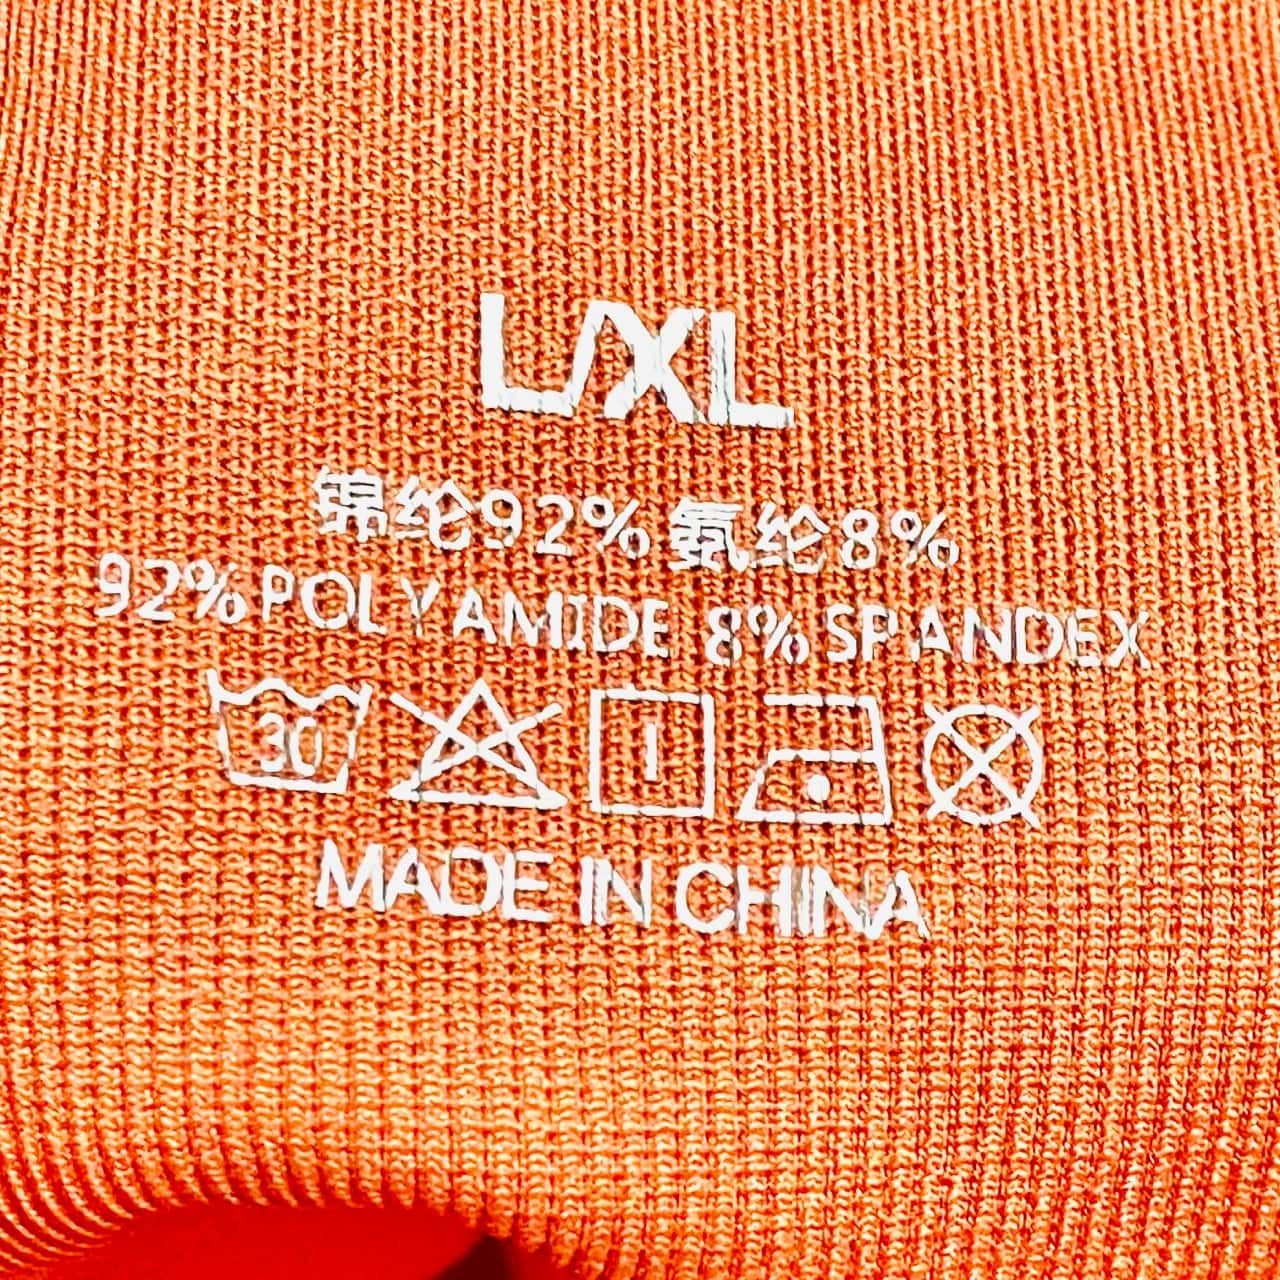 L/XL
锦纶92% 氨纶8%
92% POLYAMIDE 8% SPANDEX
30
MADE IN CHINA